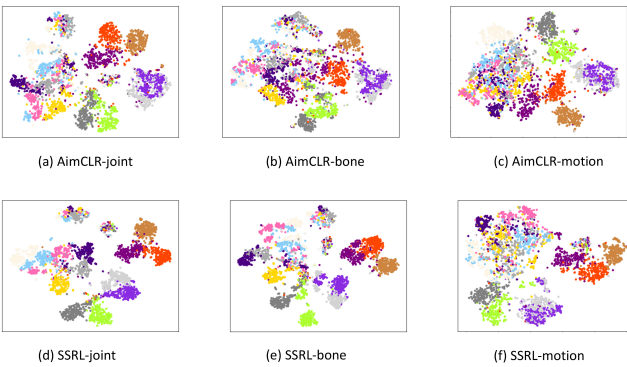 (a) AimCLR-joint
(b) AimCLR-bone
(c) AimCLR-motion
(d) SSRL-joint
(e) SSRL-bone
(f) SSRL-motion